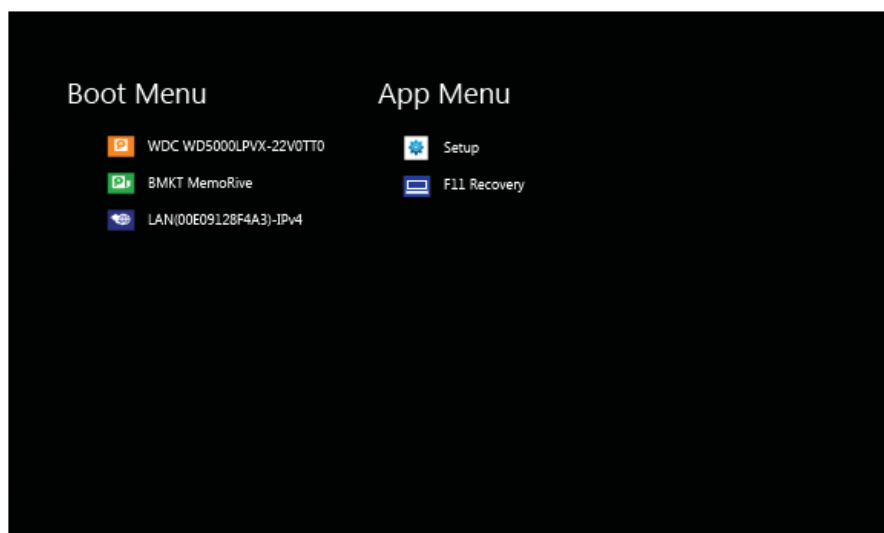 Boot Menu
WDC WD5000LPVX-22V0TT0
BMKT MemoRive
LAN(00E09128F4A3)-IPv4
App Menu
Setup
F11 Recovery